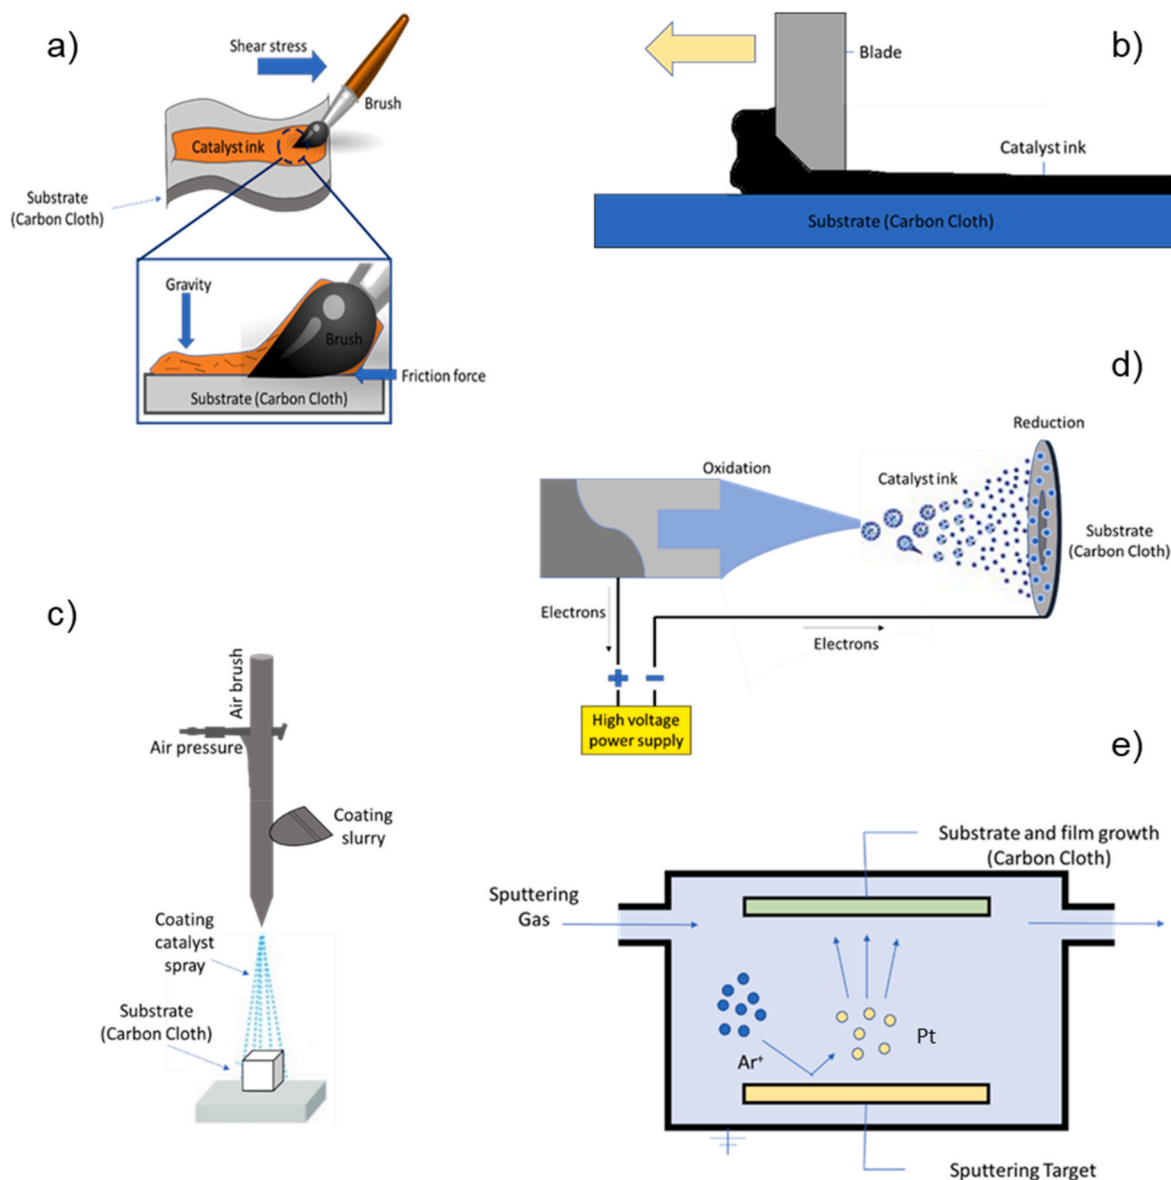 a)
Shear stress
Brush
Catalyst ink
Substrate
(Carbon Cloth)
Gravity
Brush
Friction force
Substrate (Carbon Cloth)
b)
Blade
Catalyst ink
Substrate (Carbon Cloth)
c)
Air brush
Air pressure
Coating
slurry
Coating
catalyst
spray
Substrate
(Carbon Cloth)
d)
Reduction
Oxidation
Catalyst ink
Substrate
(Carbon Cloth)
Electrons
Electrons
+ −
High voltage
power supply
e)
Substrate and film growth
(Carbon Cloth)
Sputtering
Gas
Pt
Ar⁺
Sputtering Target